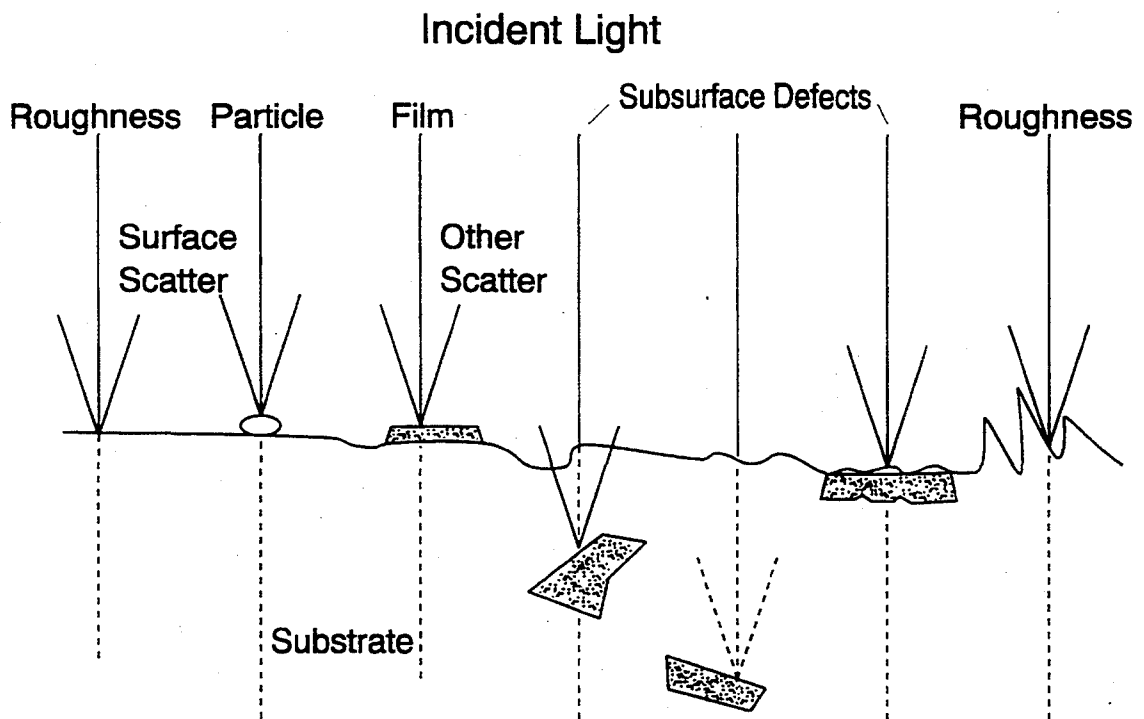 Incident Light
Subsurface Defects
Roughness Particle Film Roughness
Surface
Scatter
Other
Scatter
Substrate